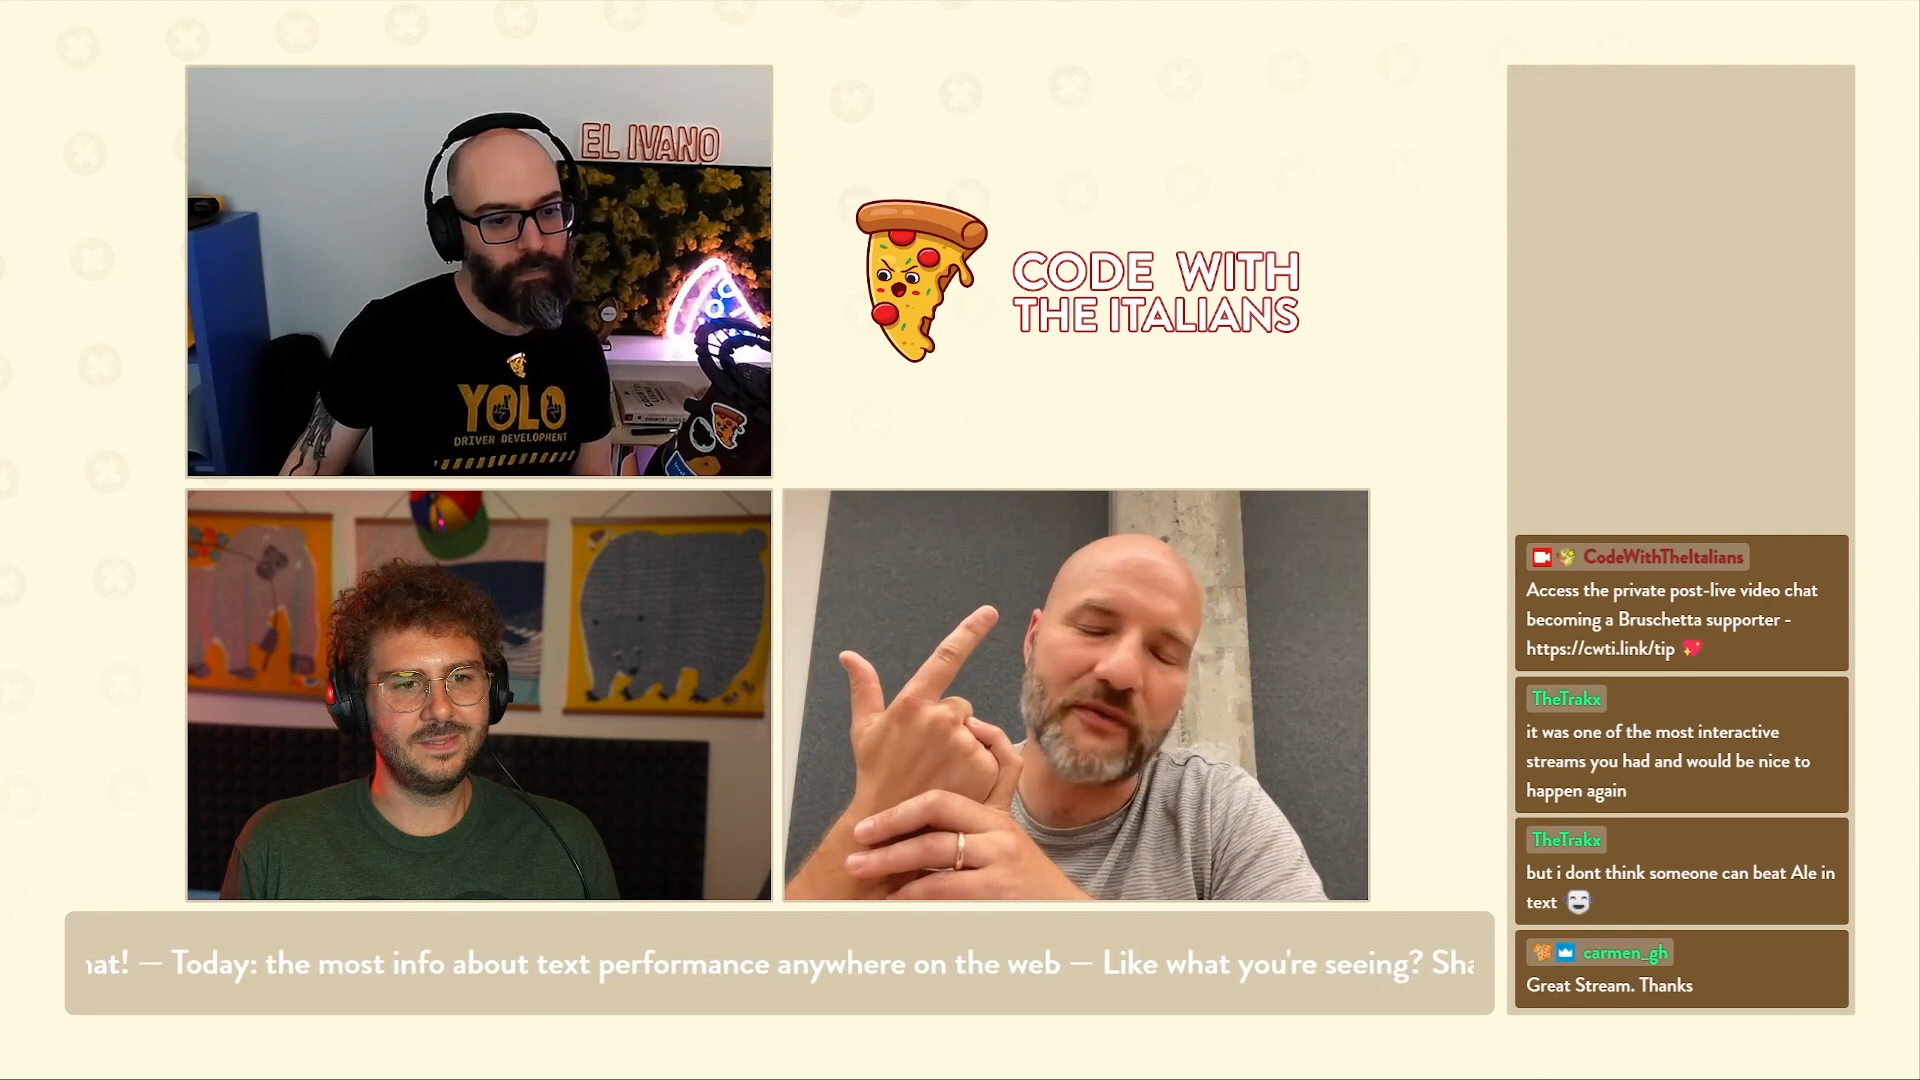 EL IVANO
YOLO
DRIVEN DEVELOPMENT
CODE WITH
THE ITALIANS
CodeWithTheItalians
Access the private post-live video chat
becoming a Bruschetta supporter -
https://cwti.link/tip 💖
TheTrakx
it was one of the most interactive
streams you had and would be nice to
happen again
TheTrakx
but i dont think someone can beat Ale in
text
carmen_gh
Great Stream. Thanks
hat! — Today: the most info about text performance anywhere on the web — Like what you're seeing? Sha